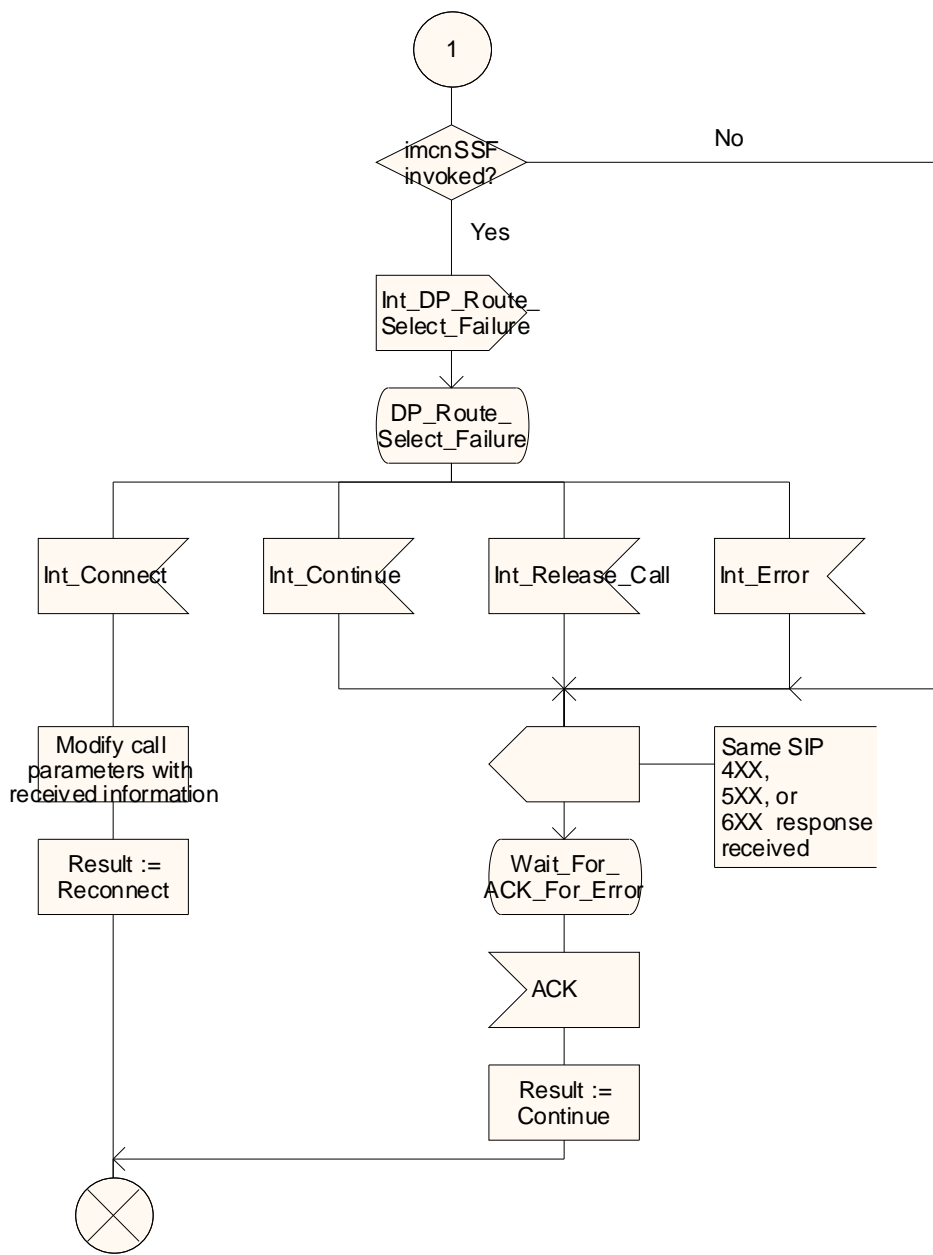 1
imcnSSF
invoked?
No
Yes
Int_DP_Route_
Select_Failure
DP_Route_
Select_Failure
Int_Connect
Int_Continue
Int_Release_Call
Int_Error
Modify call
parameters with
received information
Same SIP
4XX,
5XX, or
6XX response
received
Result :=
Reconnect
Wait_For_
ACK_For_Error
ACK
Result :=
Continue